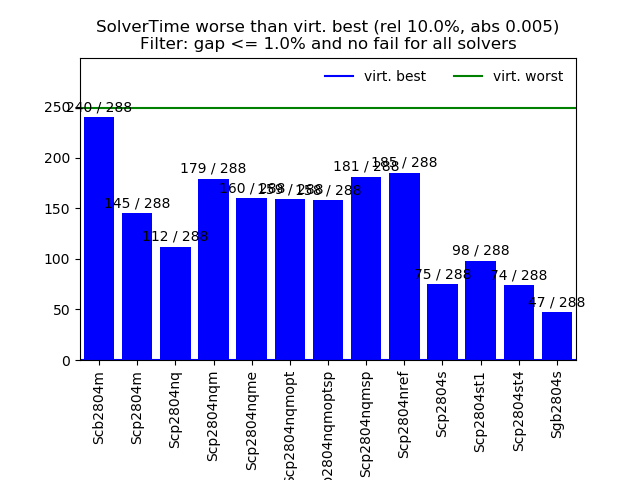 SolverTime worse than virt. best (rel 10.0%, abs 0.005)
Filter: gap <= 1.0% and no fail for all solvers
virt. best
virt. worst
250
200
150
100
50
0
240 / 288
145 / 288
112 / 288
179 / 288
160 / 288
159 / 288
158 / 288
181 / 288
185 / 288
75 / 288
98 / 288
74 / 288
47 / 288
Scb2804m
Scp2804m
Scp2804nq
Scp2804nqm
Scp2804nqme
Scp2804nqmopt
p2804nqmoptsp
Scp2804nqmsp
Scp2804nref
Scp2804s
Scp2804st1
Scp2804st4
Sgb2804s